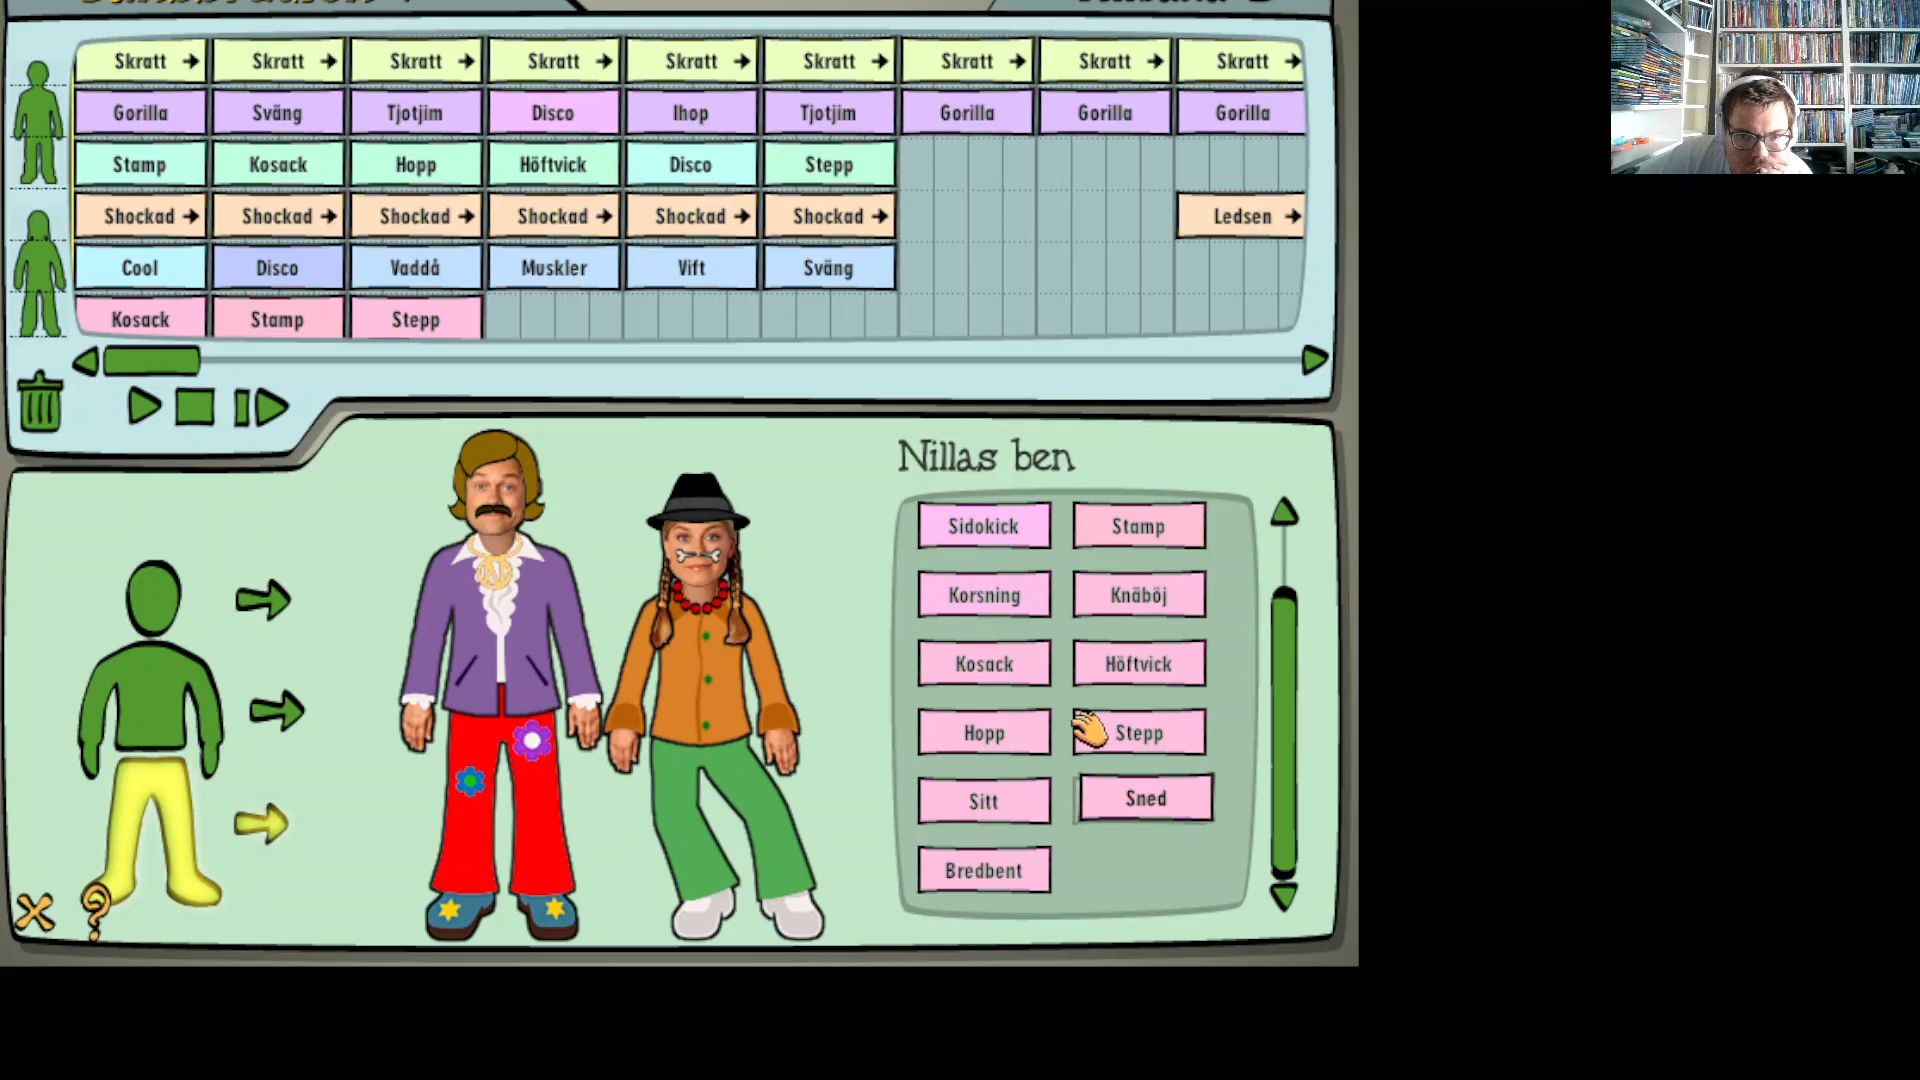 Skratt Skratt Skratt Skratt Skratt Skratt Skratt Skratt Skratt
Gorilla Sväng Tjotjim Disco Ihop Tjotjim Gorilla Gorilla Gorilla
Stamp Kosack Hopp Höftvick Disco Stepp
Shockad Shockad Shockad Shockad Shockad Shockad Ledsen
Cool Disco Vaddå Muskler Vift Sväng
Kosack Stamp Stepp
Nillas ben
Sidokick Stamp
Korsning Knäböj
Kosack Höftvick
Hopp Stepp
Sitt Sned
Bredbent